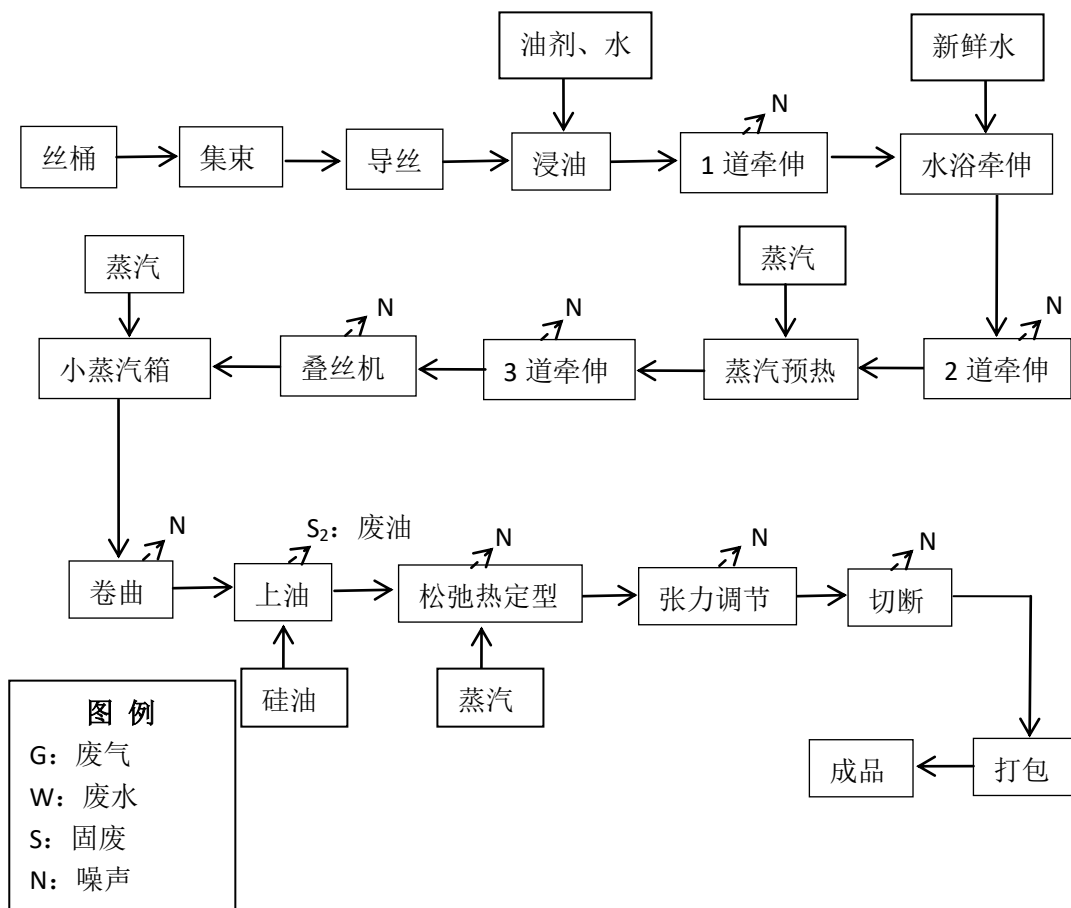 油剂、水
新鲜水
N
丝桶
集束
导丝
浸油
1 道牵伸
水浴牵伸
蒸汽
蒸汽
N
N
N
小蒸汽箱
叠丝机
3 道牵伸
蒸汽预热
2 道牵伸
N
S₂：废油
N
N
N
卷曲
上油
松弛热定型
张力调节
切断
硅油
蒸汽
图 例
G：废气
W：废水
S：固废
N：噪声
成品
打包